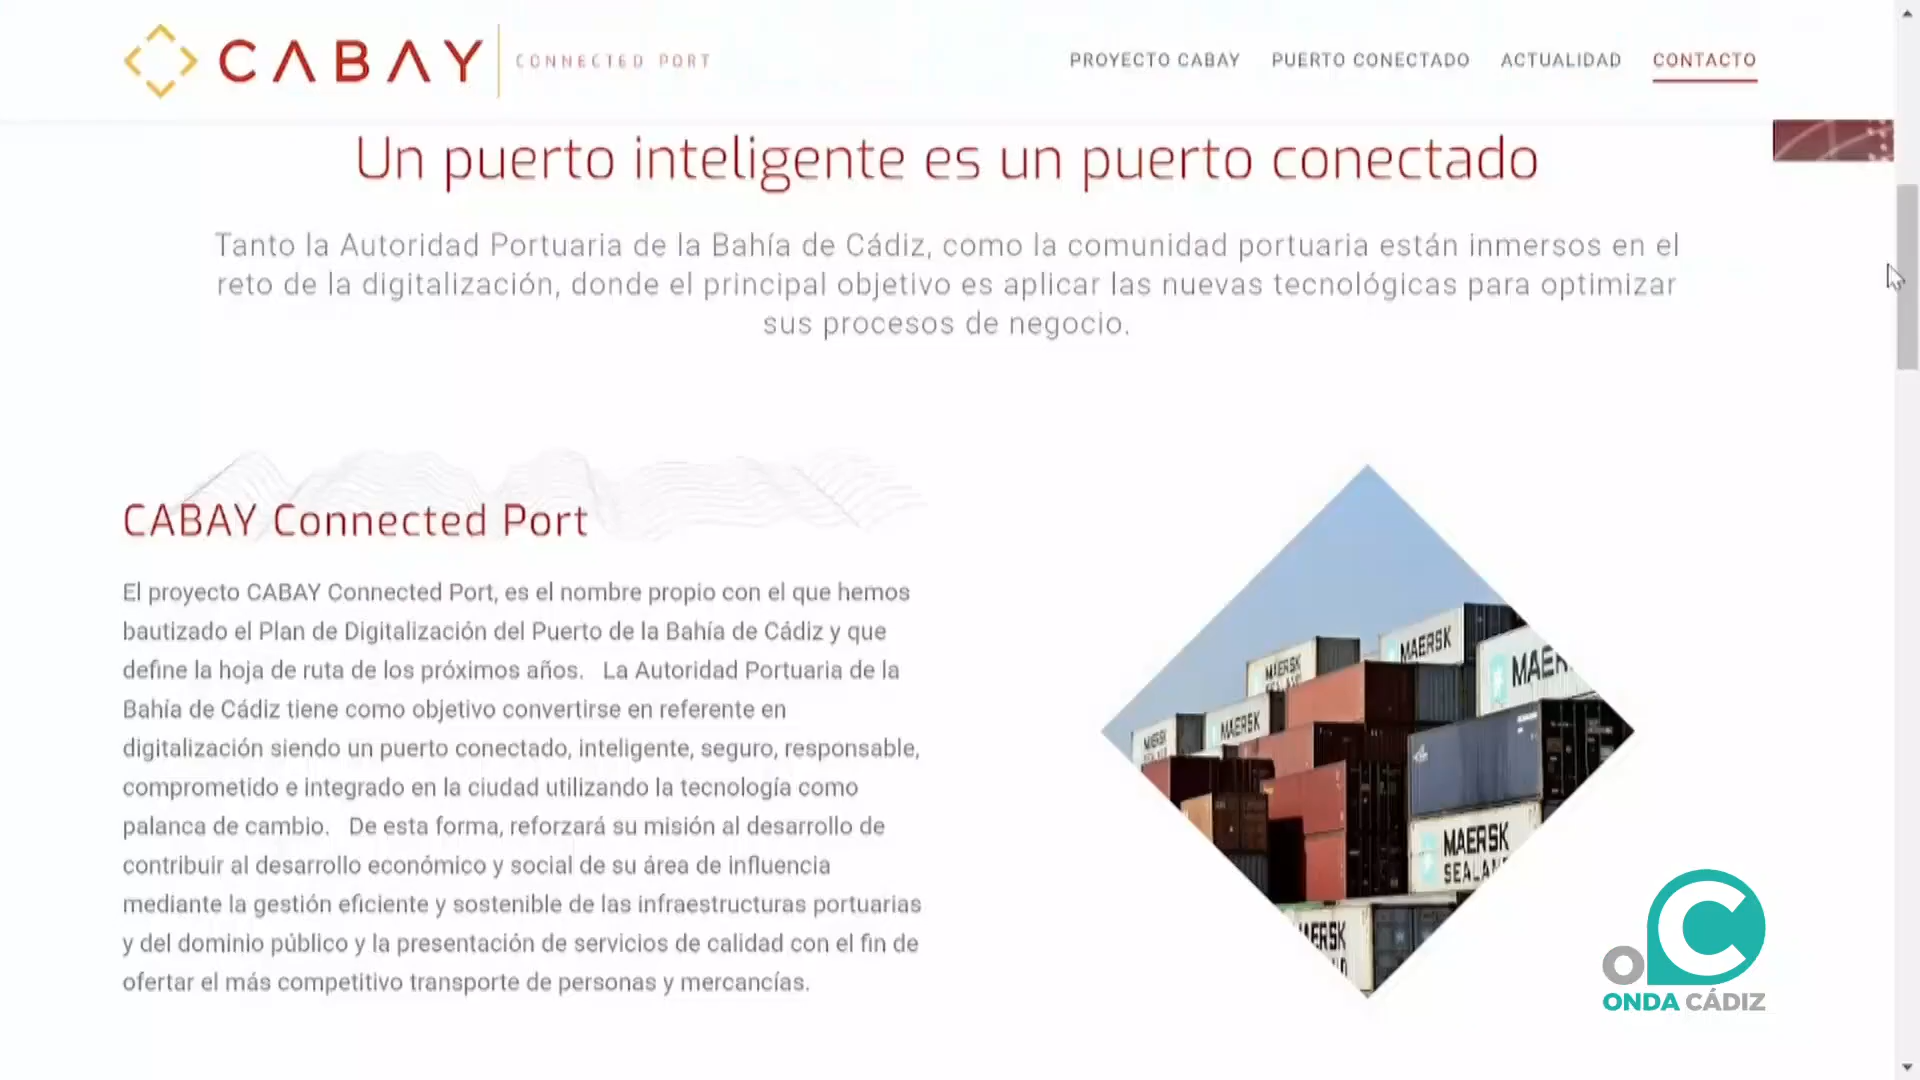 CABAY CONNECTED PORT
PROYECTO CABAY PUERTO CONECTADO ACTUALIDAD CONTACTO
Un puerto inteligente es un puerto conectado
Tanto la Autoridad Portuaria de la Bahía de Cádiz, como la comunidad portuaria están inmersos en el
reto de la digitalización, donde el principal objetivo es aplicar las nuevas tecnológicas para optimizar
sus procesos de negocio.
CABAY Connected Port
El proyecto CABAY Connected Port, es el nombre propio con el que hemos
bautizado el Plan de Digitalización del Puerto de la Bahía de Cádiz y que
define la hoja de ruta de los próximos años. La Autoridad Portuaria de la
Bahía de Cádiz tiene como objetivo convertirse en referente en
digitalización siendo un puerto conectado, inteligente, seguro, responsable,
comprometido e integrado en la ciudad utilizando la tecnología como
palanca de cambio. De esta forma, reforzará su misión al desarrollo de
contribuir al desarrollo económico y social de su área de influencia
mediante la gestión eficiente y sostenible de las infraestructuras portuarias
y del dominio público y la presentación de servicios de calidad con el fin de
ofertar el más competitivo transporte de personas y mercancías.
MAERSK
MAERSK
MAER
MAERSK
MAERSK
MAERSK
SEALAN
AERSK
OC
ONDA CÁDIZ